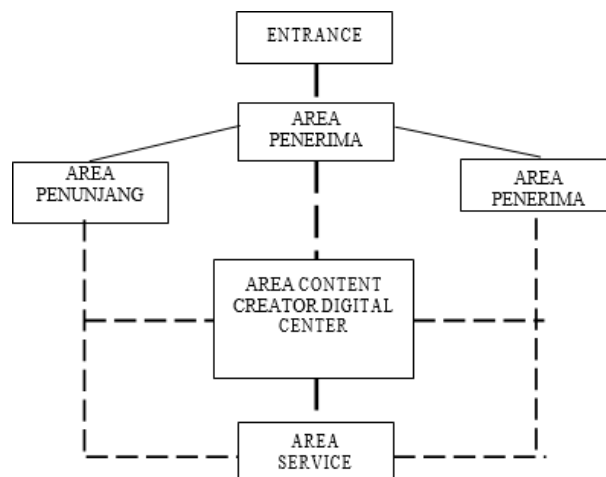 ENTRANCE
AREA
PENERIMA
AREA
PENUNJANG
AREA
PENERIMA
AREA CONTENT
CREATOR DIGITAL
CENTER
AREA
SERVICE